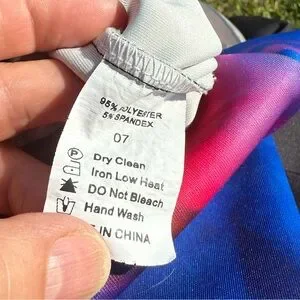 95% POLYESTER
5% SPANDEX
07
P Dry Clean
Iron Low Heat
DO Not Bleach
Hand Wash
IN CHINA